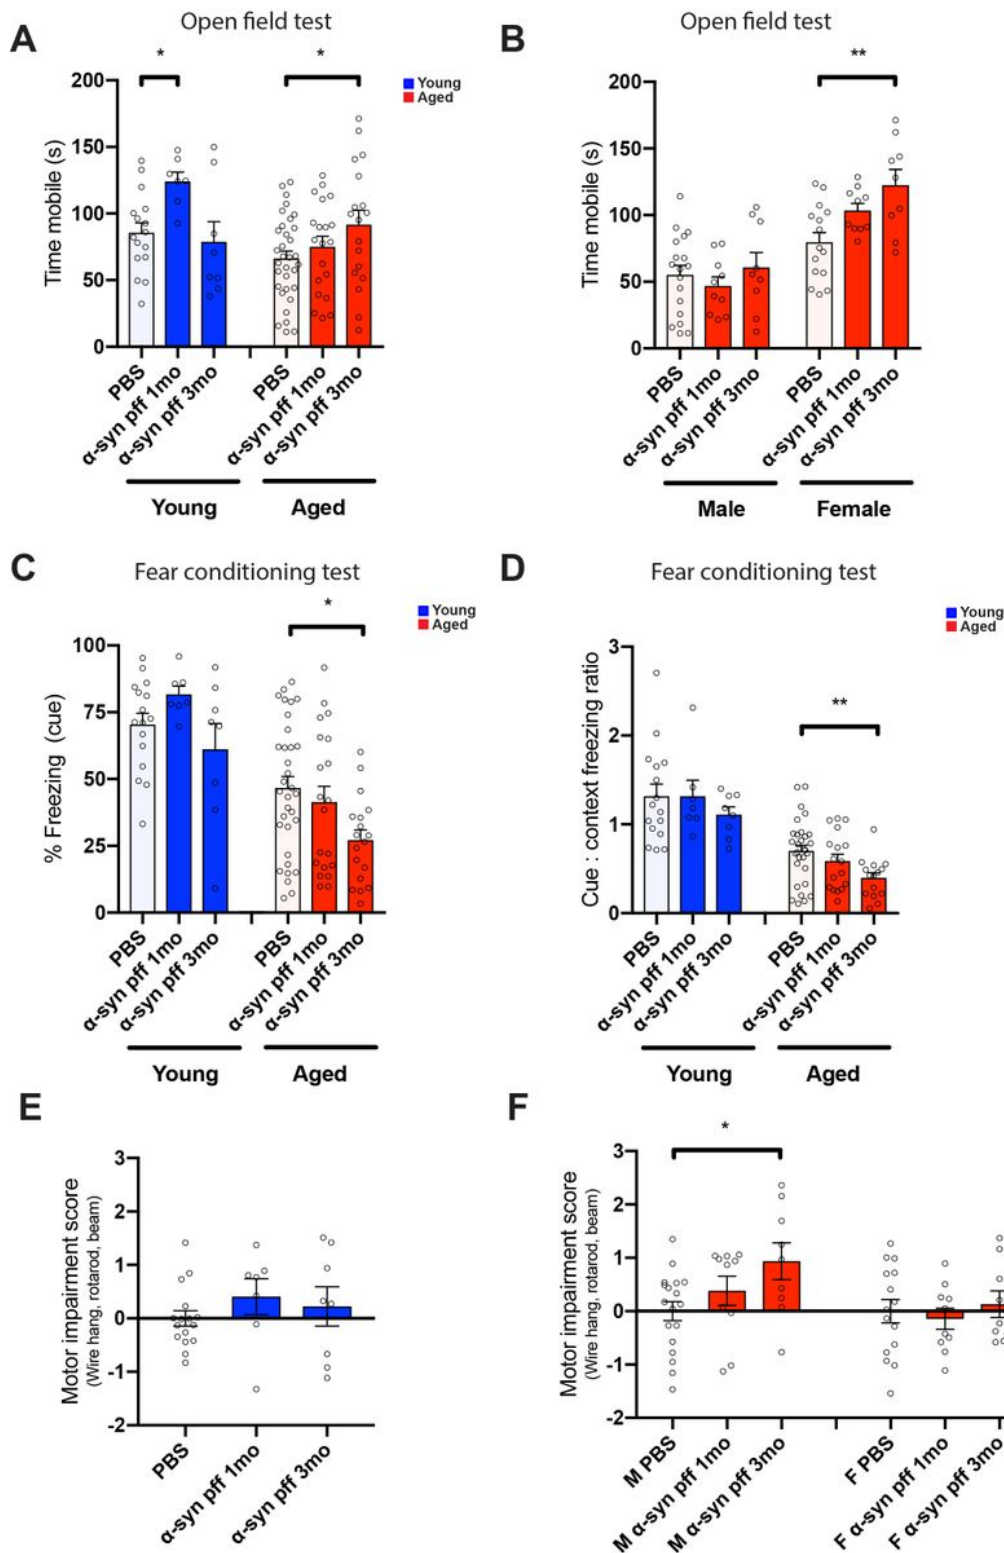 A
Open field test
*
*
Young
Aged
Time mobile (s)
200
150
100
50
0
PBS
α-syn pff 1mo
α-syn pff 3mo
PBS
α-syn pff 1mo
α-syn pff 3mo
Young
Aged
B
Open field test
**
Time mobile (s)
200
150
100
50
0
PBS
α-syn pff 1mo
α-syn pff 3mo
PBS
α-syn pff 1mo
α-syn pff 3mo
Male
Female
C
Fear conditioning test
*
Young
Aged
% Freezing (cue)
100
75
50
25
0
PBS
α-syn pff 1mo
α-syn pff 3mo
PBS
α-syn pff 1mo
α-syn pff 3mo
Young
Aged
D
Fear conditioning test
Young
Aged
**
Cue : context freezing ratio
3
2
1
0
PBS
α-syn pff 1mo
α-syn pff 3mo
PBS
α-syn pff 1mo
α-syn pff 3mo
Young
Aged
E
Motor impairment score
(Wire hang, rotarod, beam)
3
2
1
0
-1
-2
PBS
α-syn pff 1mo
α-syn pff 3mo
F
*
Motor impairment score
(Wire hang, rotarod, beam)
3
2
1
0
-1
-2
M PBS
M α-syn pff 1mo
M α-syn pff 3mo
F PBS
F α-syn pff 1mo
F α-syn pff 3mo